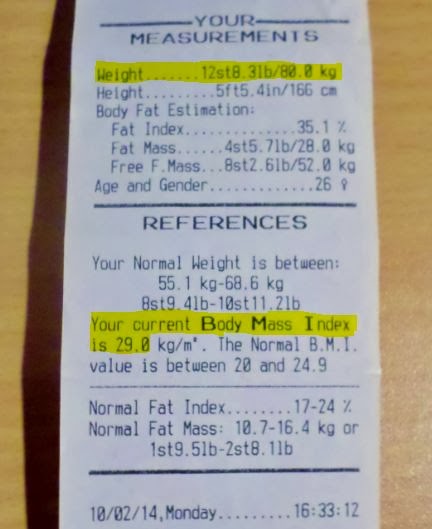 YOUR
MEASUREMENTS
Weight.......12st8.3lb/80.0 kg
Height.........5ft5.4in/166 cm
Body Fat Estimation:
Fat Index..............35.1 %
Fat Mass......4st5.7lb/28.0 kg
Free F.Mass...8st2.6lb/52.0 kg
Age and Gender.............26 ♀
REFERENCES
Your Normal Weight is between:
55.1 kg-68.6 kg
8st9.4lb-10st11.2lb
Your current Body Mass Index
is 29.0 kg/m². The Normal B.M.I.
value is between 20 and 24.9
Normal Fat Index........17-24 %
Normal Fat Mass: 10.7-16.4 kg or
1st9.5lb-2st8.1lb
10/02/14,Monday.........16:33:12